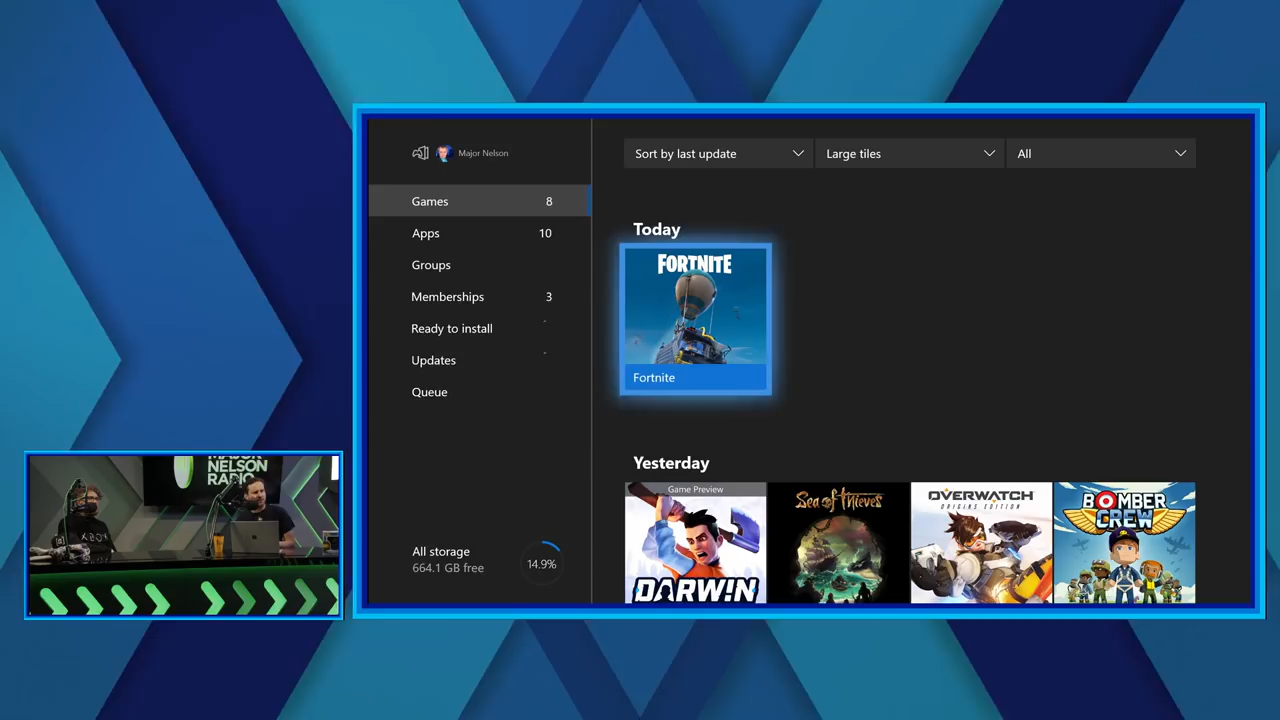 Major Nelson
Games 8
Apps 10
Groups
Memberships 3
Ready to install
Updates
Queue
All storage
664.1 GB free
14.9%
Sort by last update
Large tiles
All
Today
FORTNITE
Fortnite
Yesterday
Game Preview
DARW!N
Sea of Thieves
OVERWATCH
ORIGINS EDITION
BOMBER
CREW
MAJOR
NELSON
RADIO
XBOX